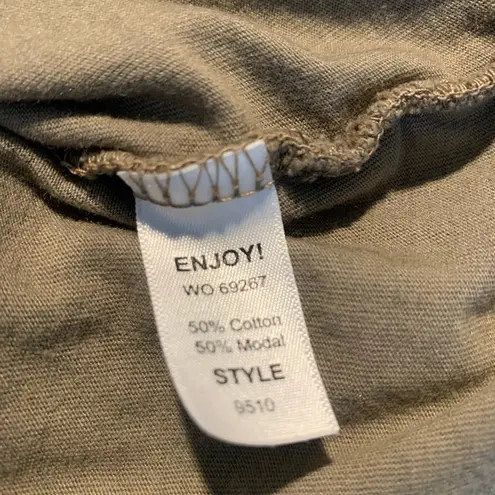 ENJOY!
WO 69267
50% Cotton
50% Modal
STYLE
9510